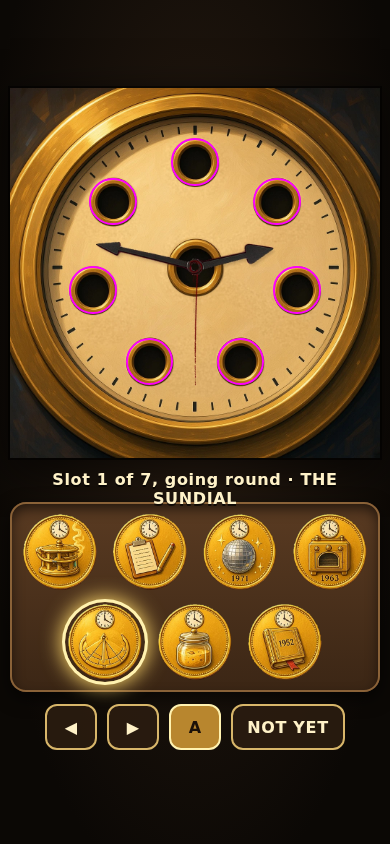 Slot 1 of 7, going round · THE
SUNDIAL
1971
1963
1952
◀
▶
A
NOT YET